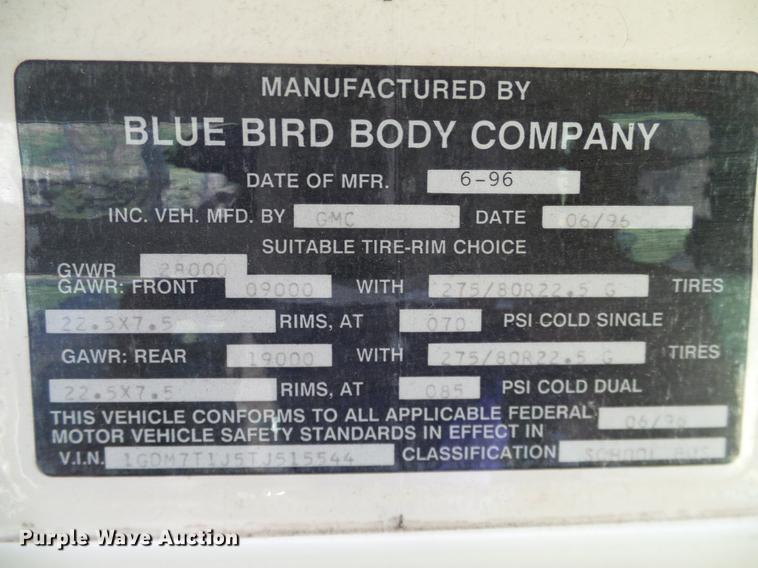 MANUFACTURED BY
BLUE BIRD BODY COMPANY
DATE OF MFR. 6-96
INC. VEH. MFD. BY GMC DATE 06/96
SUITABLE TIRE-RIM CHOICE
GVWR 28000
GAWR: FRONT 09000 WITH 275/80R22.5 G TIRES
22.5X7.5 RIMS, AT 070 PSI COLD SINGLE
GAWR: REAR 19000 WITH 275/80R22.5 G TIRES
22.5X7.5 RIMS, AT 085 PSI COLD DUAL
THIS VEHICLE CONFORMS TO ALL APPLICABLE FEDERAL 06/96
MOTOR VEHICLE SAFETY STANDARDS IN EFFECT IN
V.I.N. 1GDM7T1J5TJ515544 CLASSIFICATION SCHOOL BUS
Purple Wave Auction